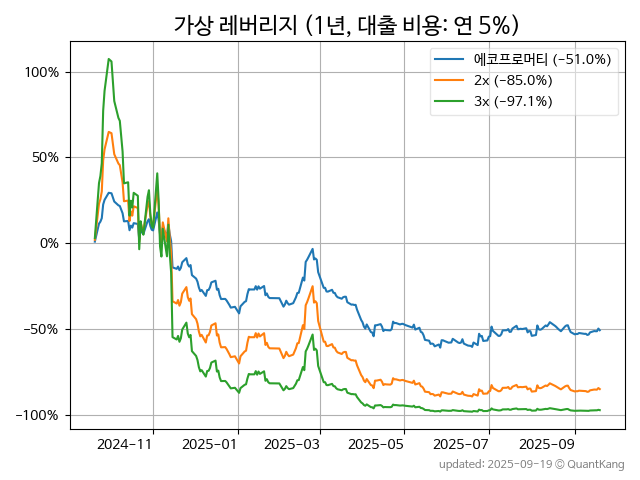 가상 레버리지 (1년, 대출 비용: 연 5%)
에코프로머티 (−51.0%)
2x (−85.0%)
3x (−97.1%)
100%
50%
0%
−50%
−100%
2024-11 2025-01 2025-03 2025-05 2025-07 2025-09
updated: 2025-09-19 © QuantKang